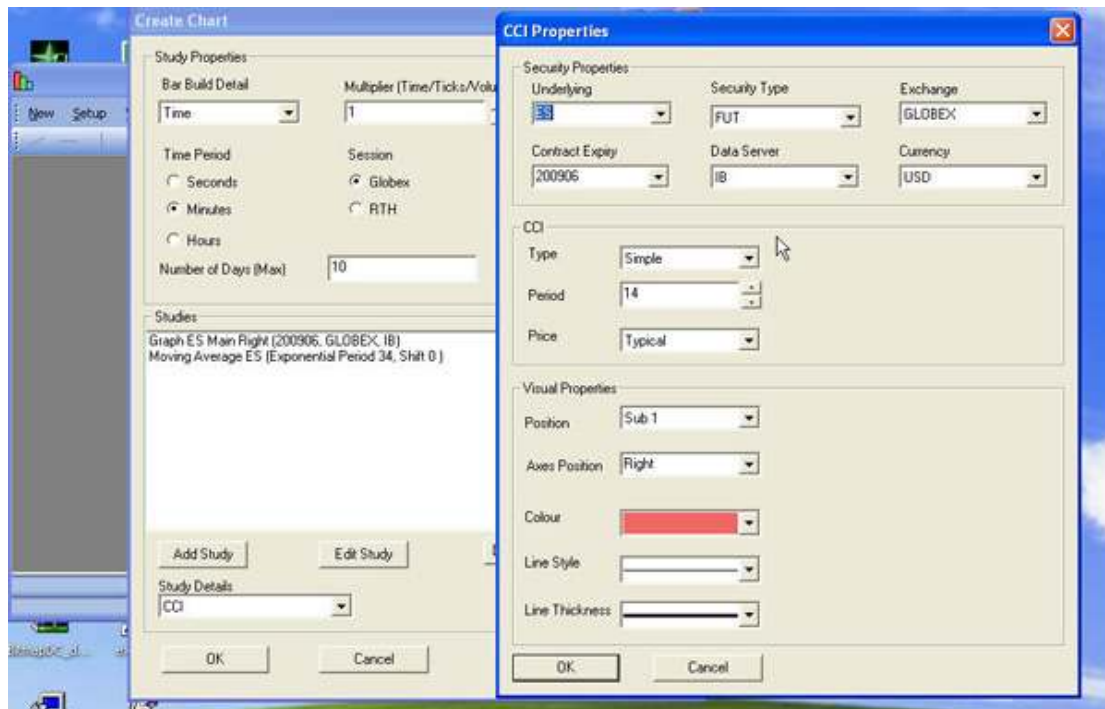 Create Chart
Study Properties
Bar Build Detail
Multiplier (Time/Ticks/Volu
Time
1
Time Period
Session
Seconds
Globex
Minutes
RTH
Hours
Number of Days (Max)
10
Studies
Graph ES Main Right (200906, GLOBEX, IB)
Moving Average ES (Exponential Period 34, Shift 0 )
Add Study
Edit Study
Study Details
CCI
OK
Cancel
New Setup
CCI Properties
Security Properties
Underlying
Security Type
Exchange
ES
FUT
GLOBEX
Contract Expiry
Data Server
Currency
200906
IB
USD
CCI
Type
Simple
Period
14
Price
Typical
Visual Properties
Position
Sub 1
Axes Position
Right
Colour
Line Style
Line Thickness
OK
Cancel